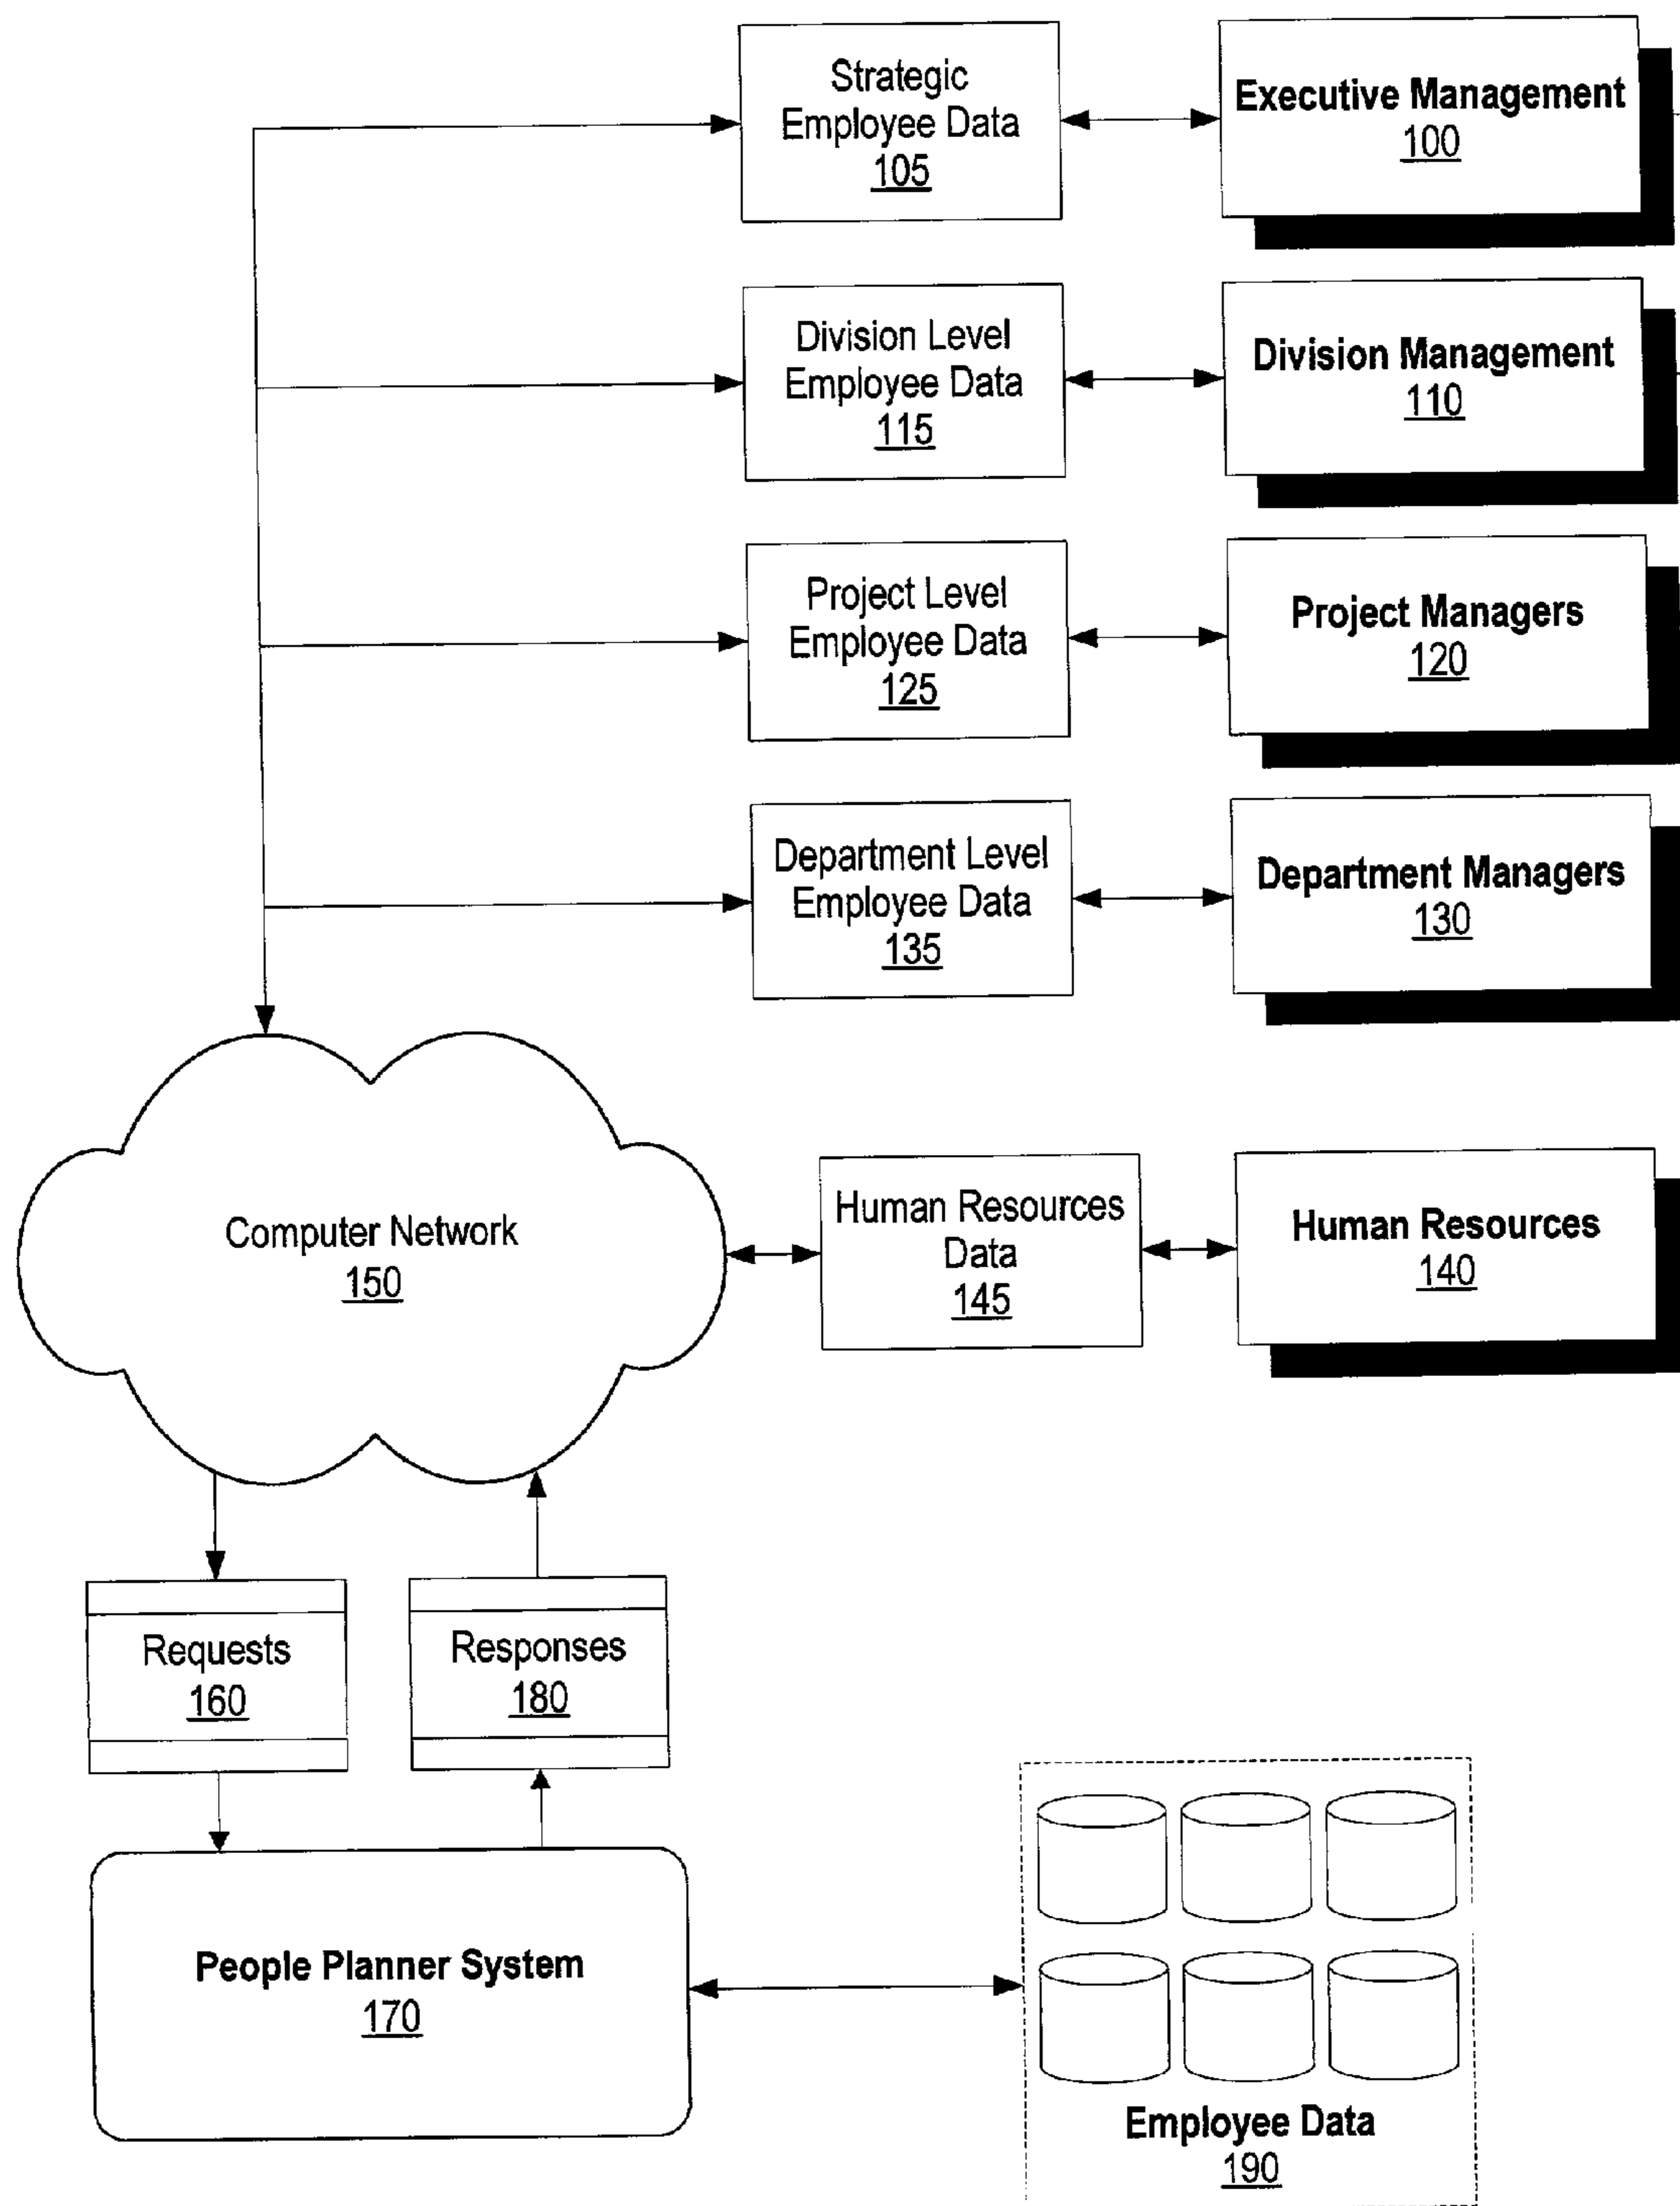 Strategic
Employee Data
105
Executive Management
100
Division Level
Employee Data
115
Division Management
110
Project Level
Employee Data
125
Project Managers
120
Department Level
Employee Data
135
Department Managers
130
Computer Network
150
Human Resources
Data
145
Human Resources
140
Requests
160
Responses
180
People Planner System
170
Employee Data
190